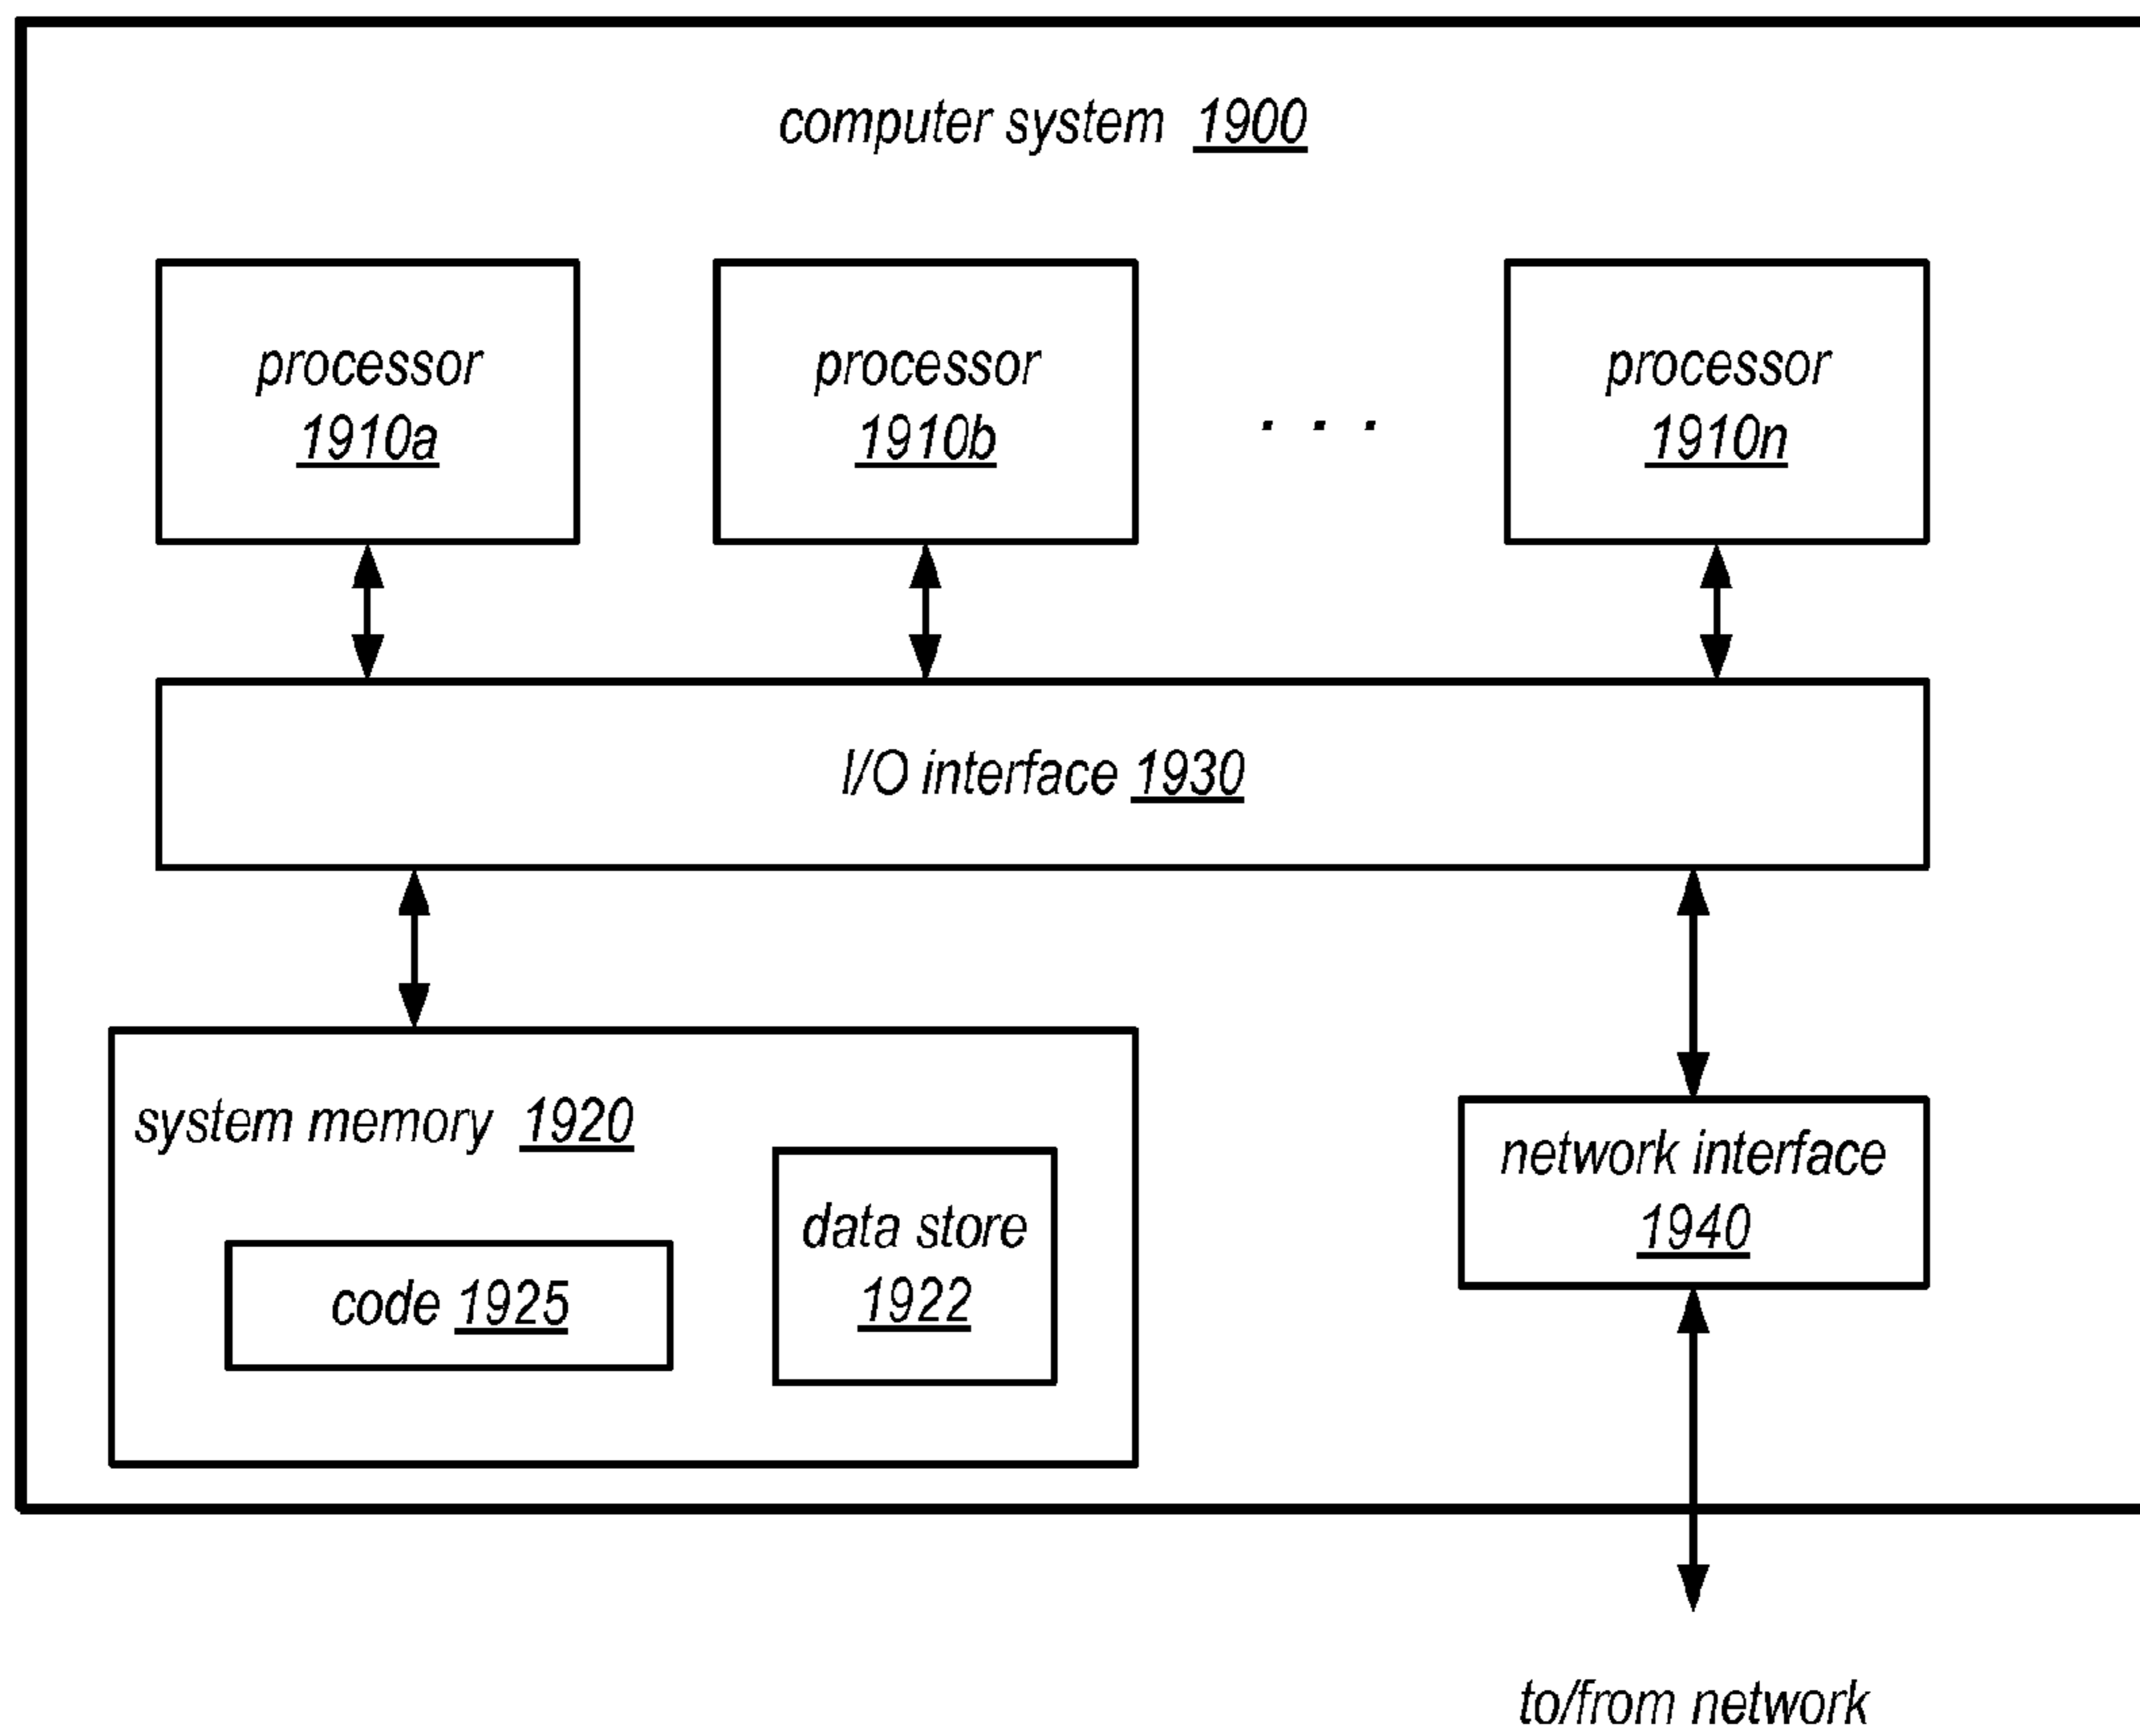 computer system 1900
processor
1910a
processor
1910b
. . .
processor
1910n
I/O interface 1930
system memory 1920
code 1925
data store
1922
network interface
1940
to/from network